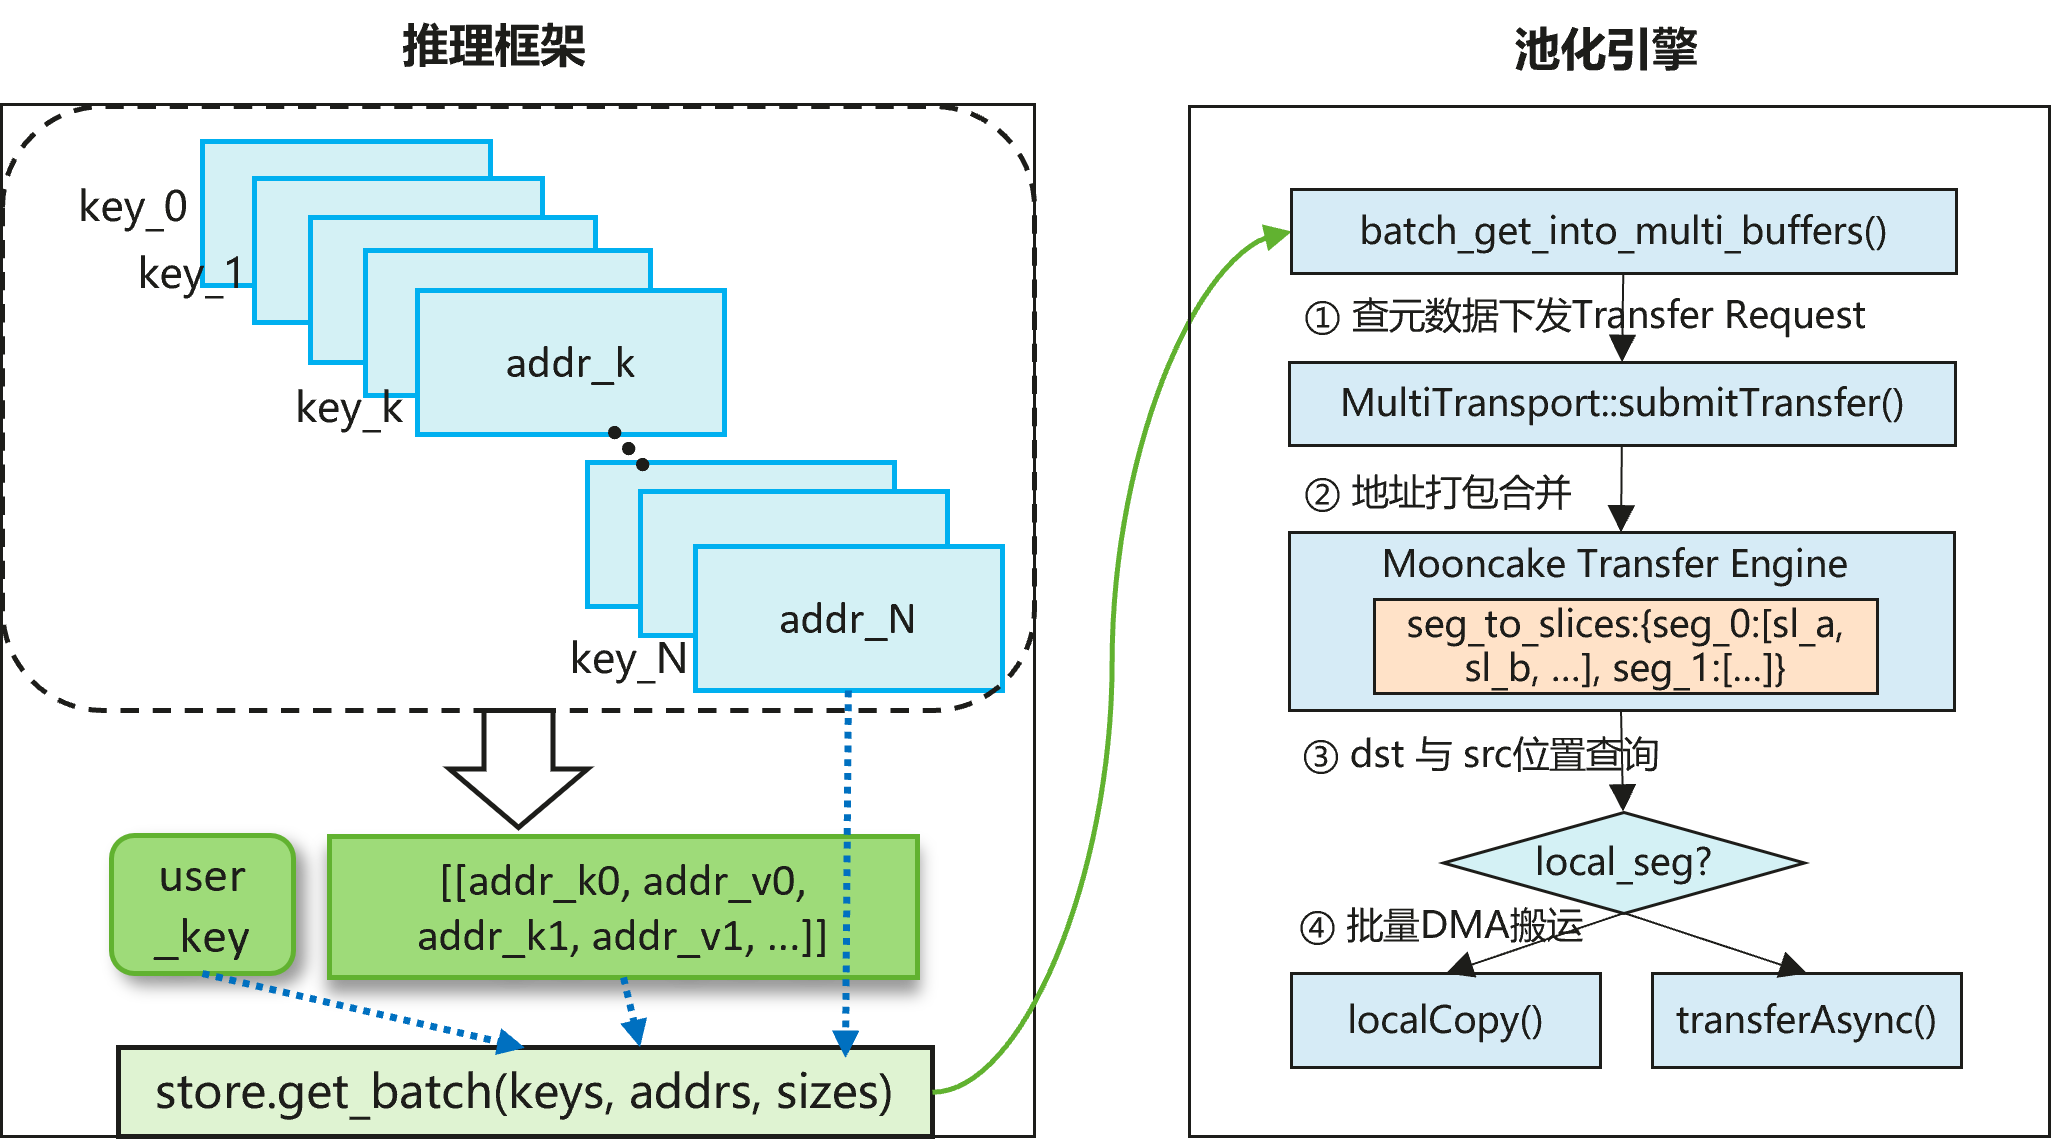 推理框架
key_0
key_1
addr_k
key_k
addr_N
key_N
user
_key
[[addr_k0, addr_v0,
addr_k1, addr_v1, ...]]
store.get_batch(keys, addrs, sizes)
池化引擎
batch_get_into_multi_buffers()
① 查元数据下发Transfer Request
MultiTransport::submitTransfer()
② 地址打包合并
Mooncake Transfer Engine
seg_to_slices:{seg_0:[sl_a,
sl_b, ...], seg_1:[...]}
③ dst 与 src位置查询
local_seg?
④ 批量DMA搬运
localCopy()
transferAsync()